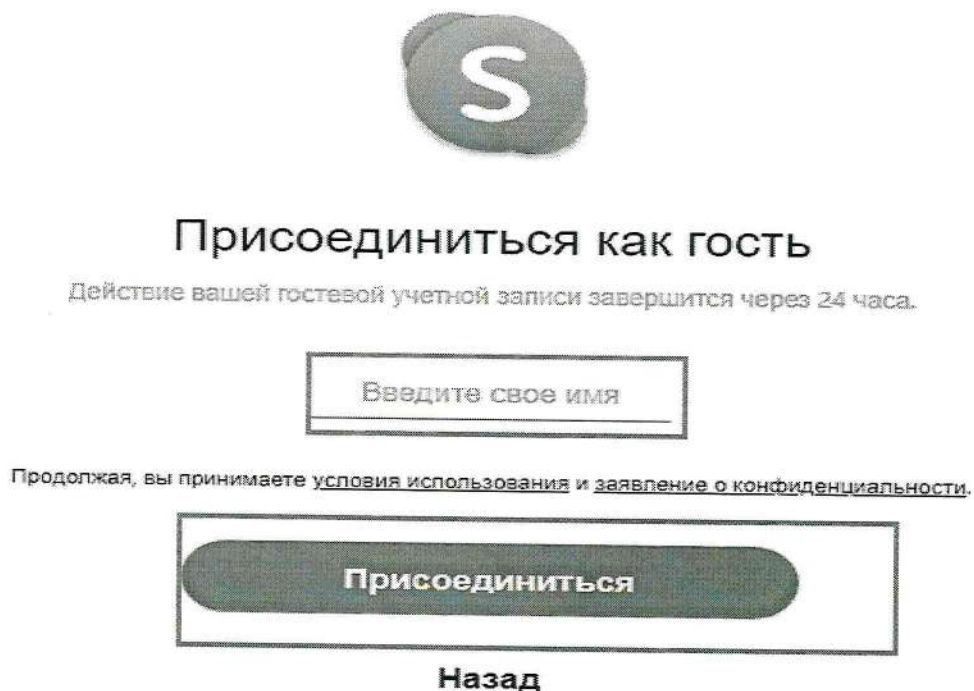 S
Присоединиться как гость
Действие вашей гостевой учетной записи завершится через 24 часа.
Введите свое имя
Продолжая, вы принимаете условия использования и заявление о конфиденциальности.
Присоединиться
Назад